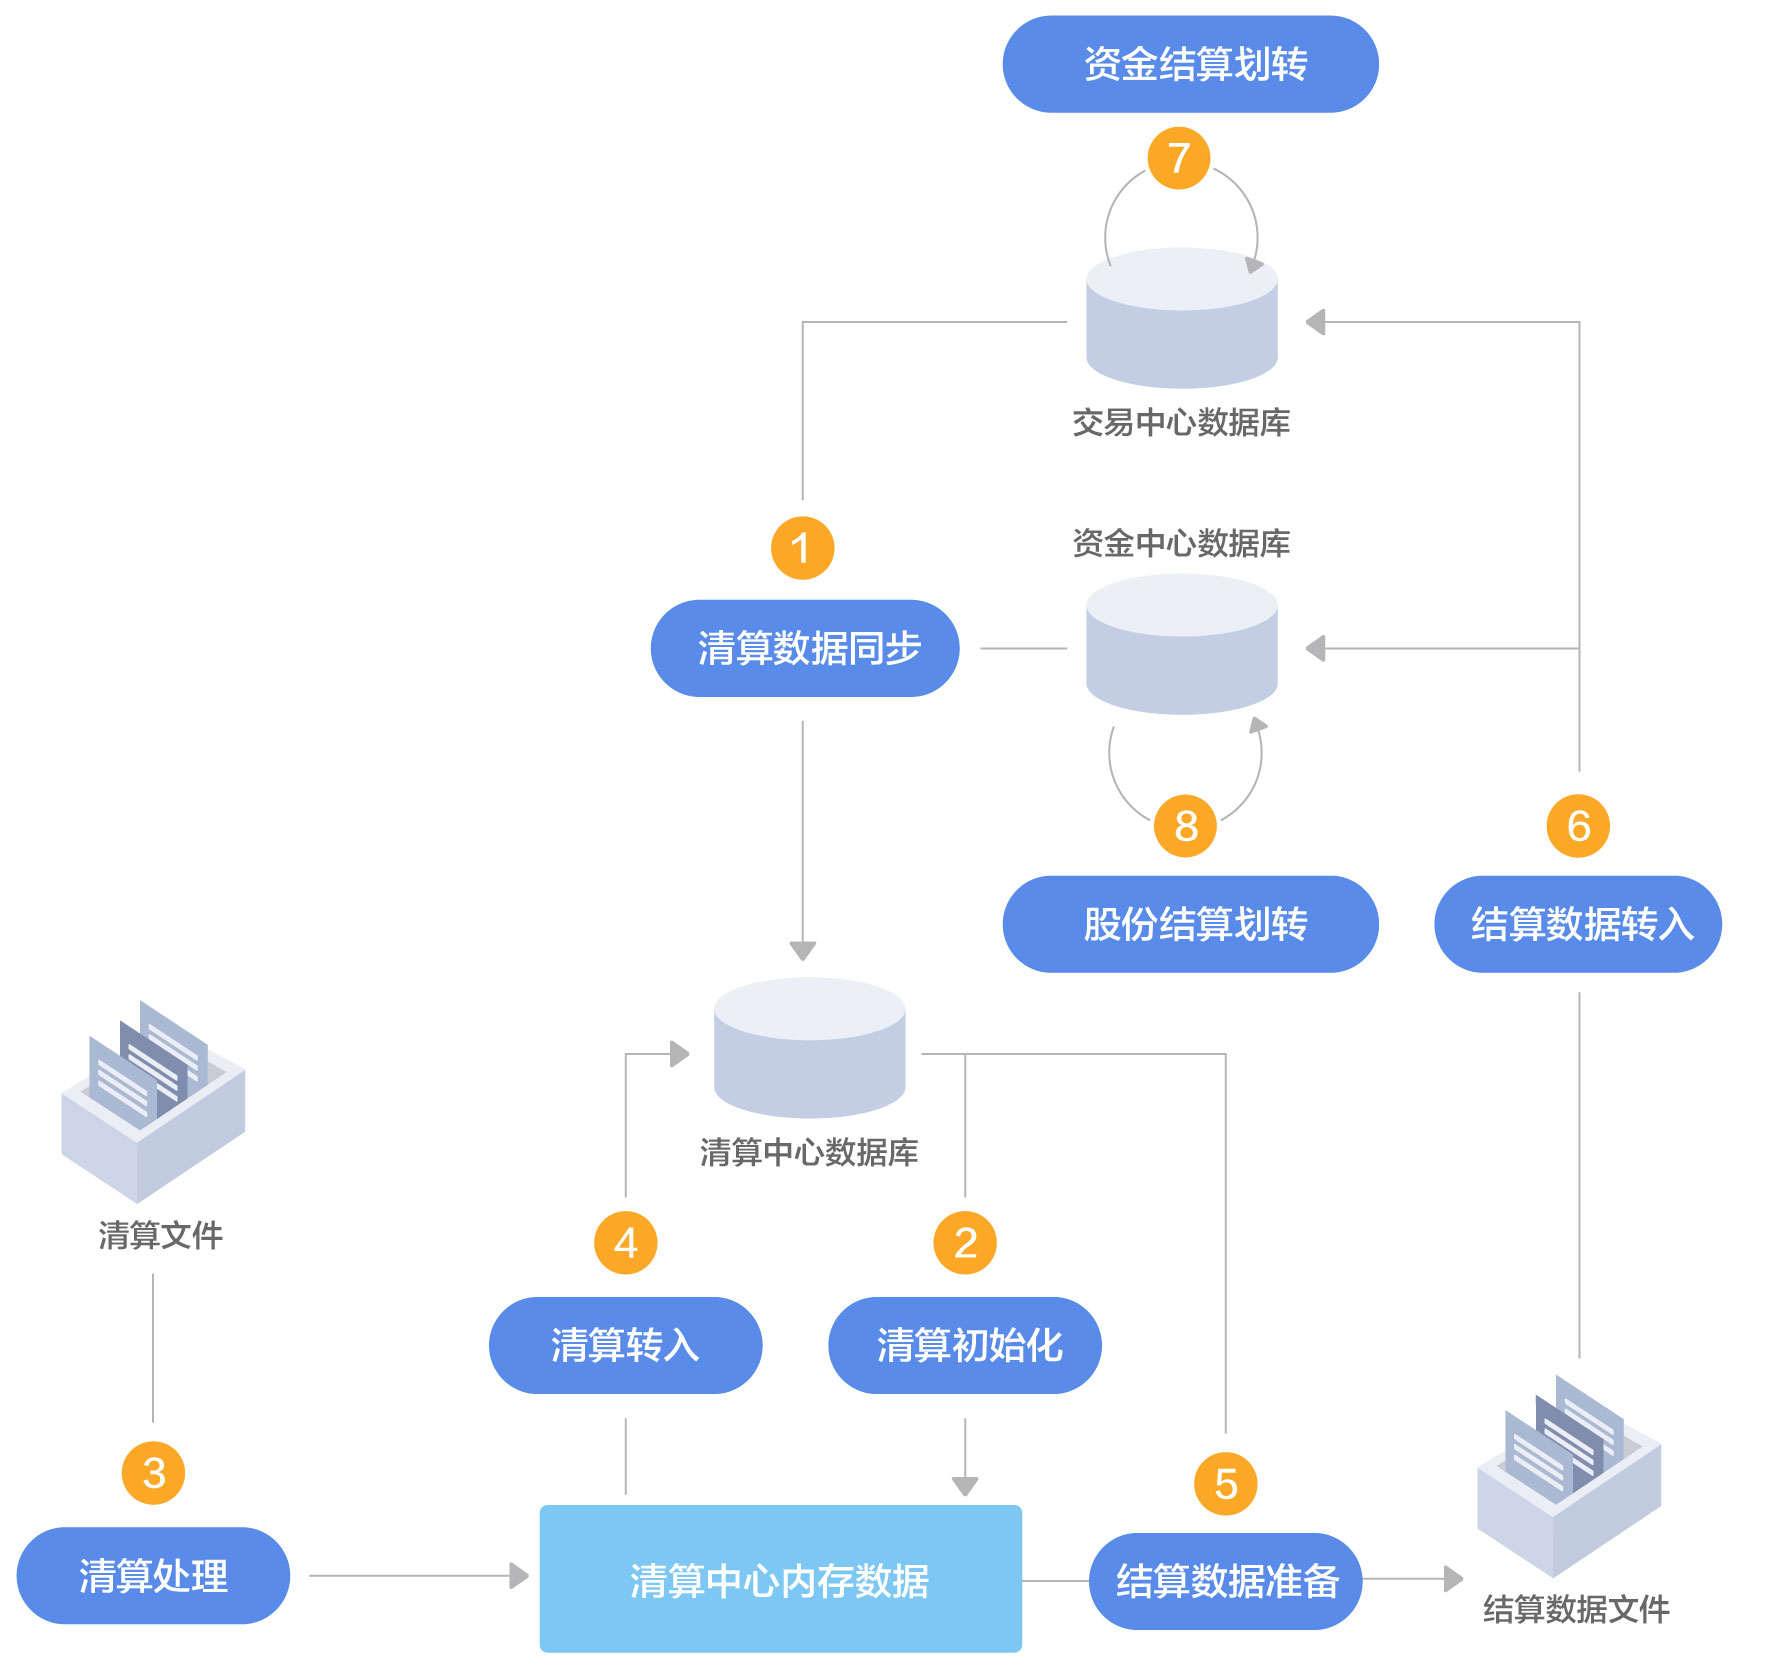 资金结算划转
7
交易中心数据库
资金中心数据库
1
清算数据同步
8
6
股份结算划转
结算数据转入
清算中心数据库
清算文件
4
2
清算转入
清算初始化
3
5
清算处理
清算中心内存数据
结算数据准备
结算数据文件